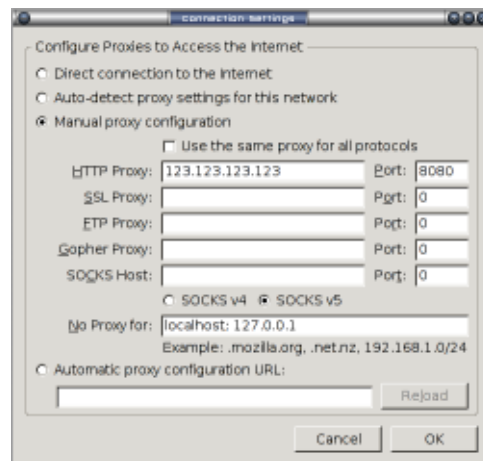 Connection Settings
Configure Proxies to Access the Internet
Direct connection to the Internet
Auto-detect proxy settings for this network
Manual proxy configuration
Use the same proxy for all protocols
HTTP Proxy: 123.123.123.123 Port: 8080
SSL Proxy: Port: 0
FTP Proxy: Port: 0
Gopher Proxy: Port: 0
SOCKS Host: Port: 0
SOCKS v4 SOCKS v5
No Proxy for: localhost; 127.0.0.1
Example: .mozilla.org, .net.nz, 192.168.1.0/24
Automatic proxy configuration URL:
Reload
Cancel OK